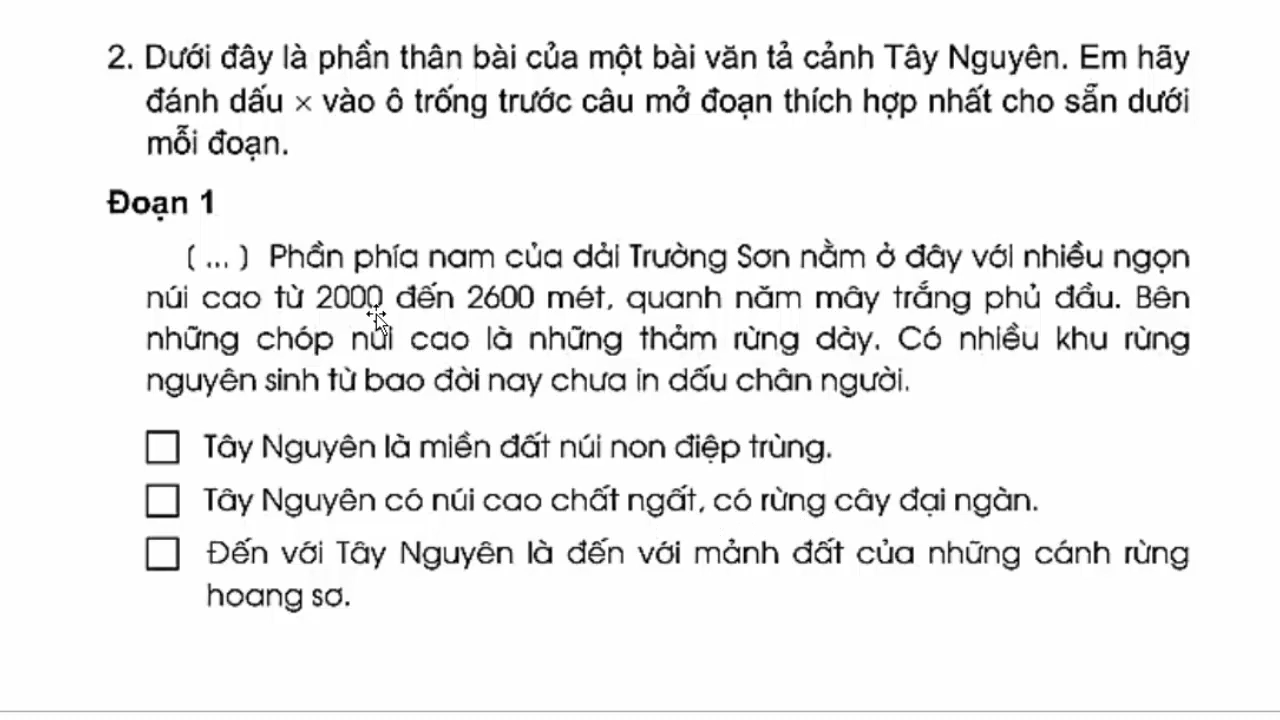 2. Dưới đây là phần thân bài của một bài văn tả cảnh Tây Nguyên. Em hãy
đánh dấu × vào ô trống trước câu mở đoạn thích hợp nhất cho sẵn dưới
mỗi đoạn.
Đoạn 1
( ... ) Phần phía nam của dải Trường Sơn nằm ở đây với nhiều ngọn
núi cao từ 2000 đến 2600 mét, quanh năm mây trắng phủ đầu. Bên
những chóp núi cao là những thảm rừng dày. Có nhiều khu rừng
nguyên sinh từ bao đời nay chưa in dấu chân người.
Tây Nguyên là miền đất núi non điệp trùng.
Tây Nguyên có núi cao chất ngất, có rừng cây đại ngàn.
Đến với Tây Nguyên là đến với mảnh đất của những cánh rừng
hoang sơ.